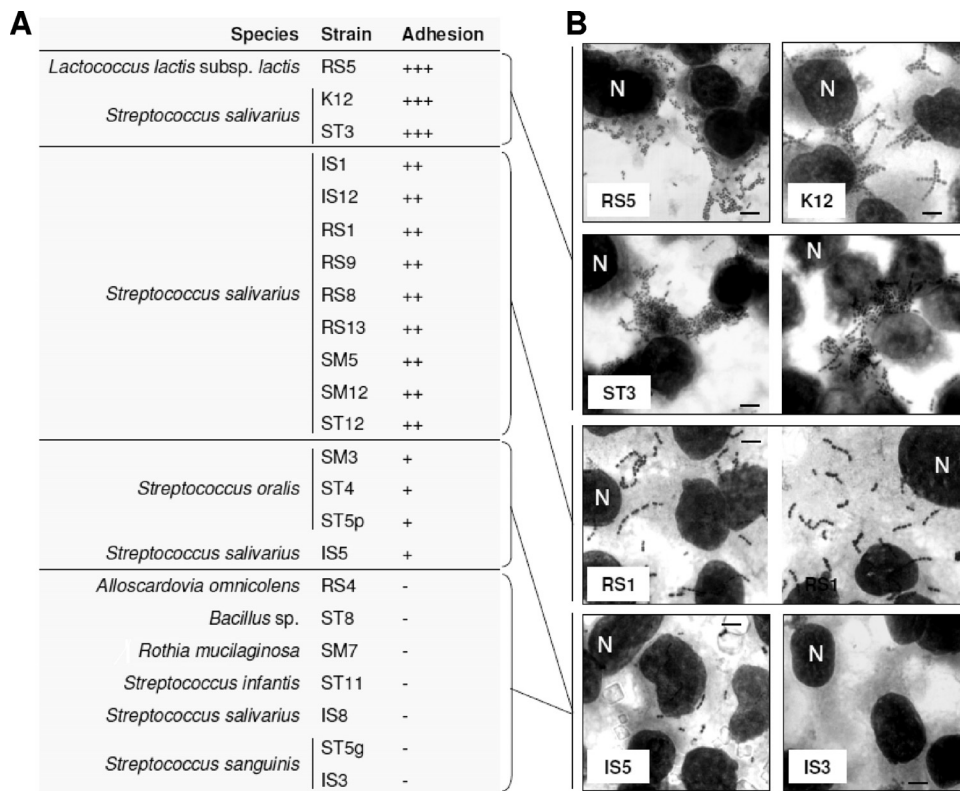 A
Species Strain Adhesion
Lactococcus lactis subsp. lactis RS5 +++
Streptococcus salivarius K12 +++
ST3 +++
Streptococcus salivarius IS1 ++
IS12 ++
RS1 ++
RS9 ++
RS8 ++
RS13 ++
SM5 ++
SM12 ++
ST12 ++
Streptococcus oralis SM3 +
ST4 +
ST5p +
Streptococcus salivarius IS5 +
Alloscardovia omnicolens RS4 -
Bacillus sp. ST8 -
Rothia mucilaginosa SM7 -
Streptococcus infantis ST11 -
Streptococcus salivarius IS8 -
Streptococcus sanguinis ST5g -
IS3 -
B
N N
RS5 K12
N N
ST3
N N
RS1 RS1
N N
IS5 IS3